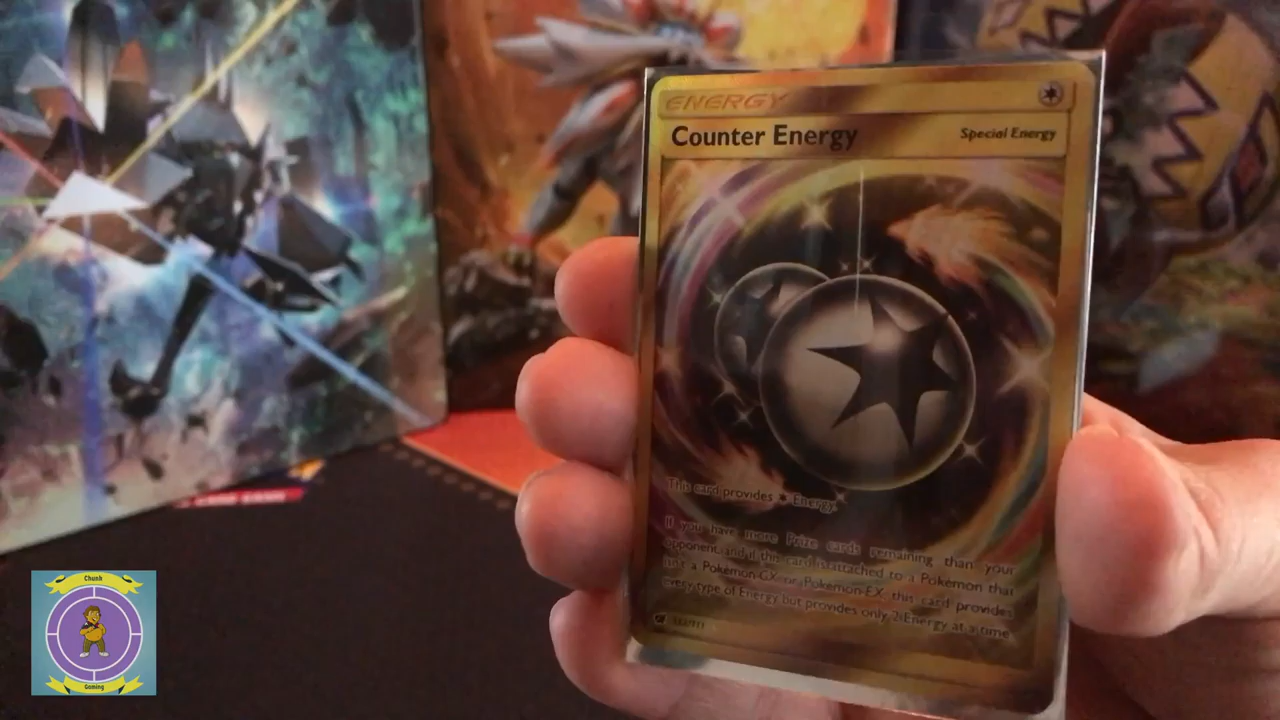 ENERGY
Counter Energy
Special Energy
This card provides Energy.
If you have more Prize cards remaining than your
opponent, and if this card is attached to a Pokémon that
isn't a Pokémon-GX or Pokémon-EX, this card provides
every type of Energy but provides only 2 Energy at a time
/111
Chunk
Gaming